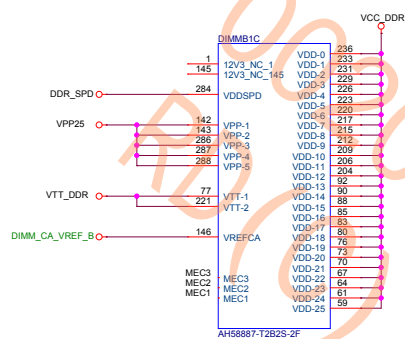 VCC_DDR
DIMMB1C
1 12V3_NC_1
145 12V3_NC_145
DDR_SPD 284 VDDSPD
VPP25 142 VPP-1
143 VPP-2
286 VPP-3
287 VPP-4
288 VPP-5
VTT_DDR 77 VTT-1
221 VTT-2
DIMM_CA_VREF_B 146 VREFCA
MEC3 MEC3
MEC2 MEC2
MEC1 MEC1
VDD-0 236
VDD-1 233
VDD-2 231
VDD-3 229
VDD-4 226
VDD-5 223
VDD-6 220
VDD-7 217
VDD-8 215
VDD-9 212
VDD-10 209
VDD-11 206
VDD-12 204
VDD-13 92
VDD-14 90
VDD-15 88
VDD-16 85
VDD-17 83
VDD-18 80
VDD-19 76
VDD-20 73
VDD-21 70
VDD-22 67
VDD-23 64
VDD-24 61
VDD-25 59
AH58887-T2B2S-2F